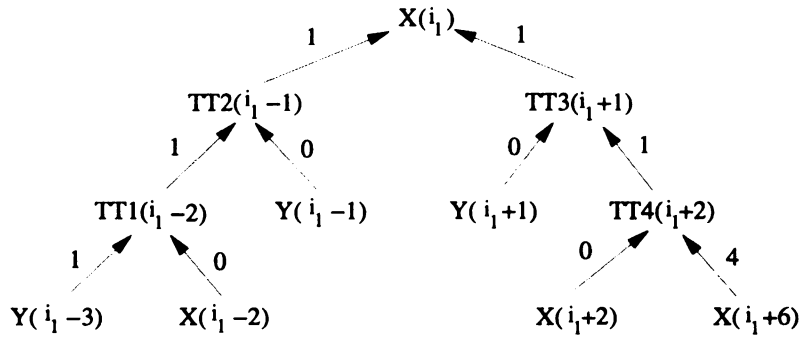 X(i₁)
1 1
TT2(i₁ −1) TT3(i₁+1)
1 0 0 1
TT1(i₁ −2) Y( i₁ −1) Y( i₁+1) TT4(i₁+2)
1 0 0 4
Y( i₁ −3) X(i₁ −2) X(i₁+2) X( i₁+6)